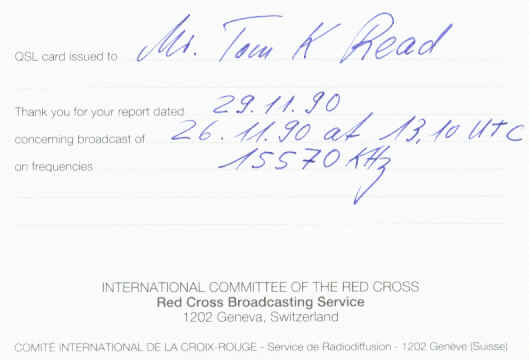 QSL card issued to Mr. Tom K Read
Thank you for your report dated 29.11.90
concerning broadcast of 26.11.90 at 13,10 UTC
on frequencies 15570 KHz
INTERNATIONAL COMMITTEE OF THE RED CROSS
Red Cross Broadcasting Service
1202 Geneva, Switzerland
COMITÉ INTERNATIONAL DE LA CROIX-ROUGE - Service de Radiodiffusion - 1202 Genève (Suisse)